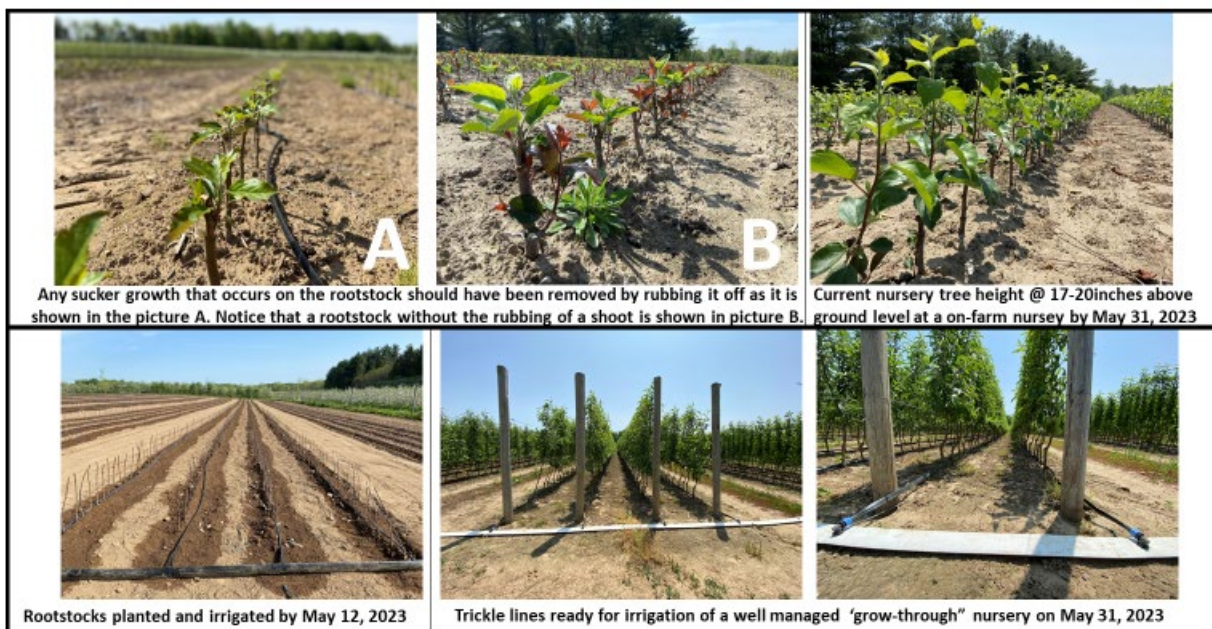 A
B
Any sucker growth that occurs on the rootstock should have been removed by rubbing it off as it is
shown in the picture A. Notice that a rootstock without the rubbing of a shoot is shown in picture B.
Current nursery tree height @ 17-20inches above
ground level at a on-farm nursey by May 31, 2023
Rootstocks planted and irrigated by May 12, 2023
Trickle lines ready for irrigation of a well managed ‘grow-through” nursery on May 31, 2023